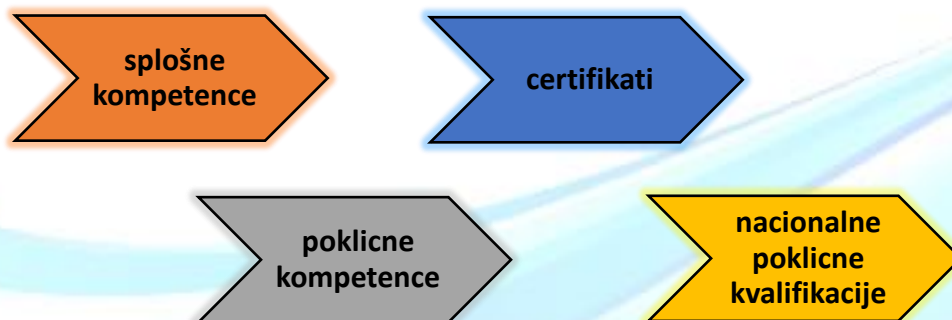 splošne
kompetence
certifikati
poklicne
kompetence
nacionalne
poklicne
kvalifikacije